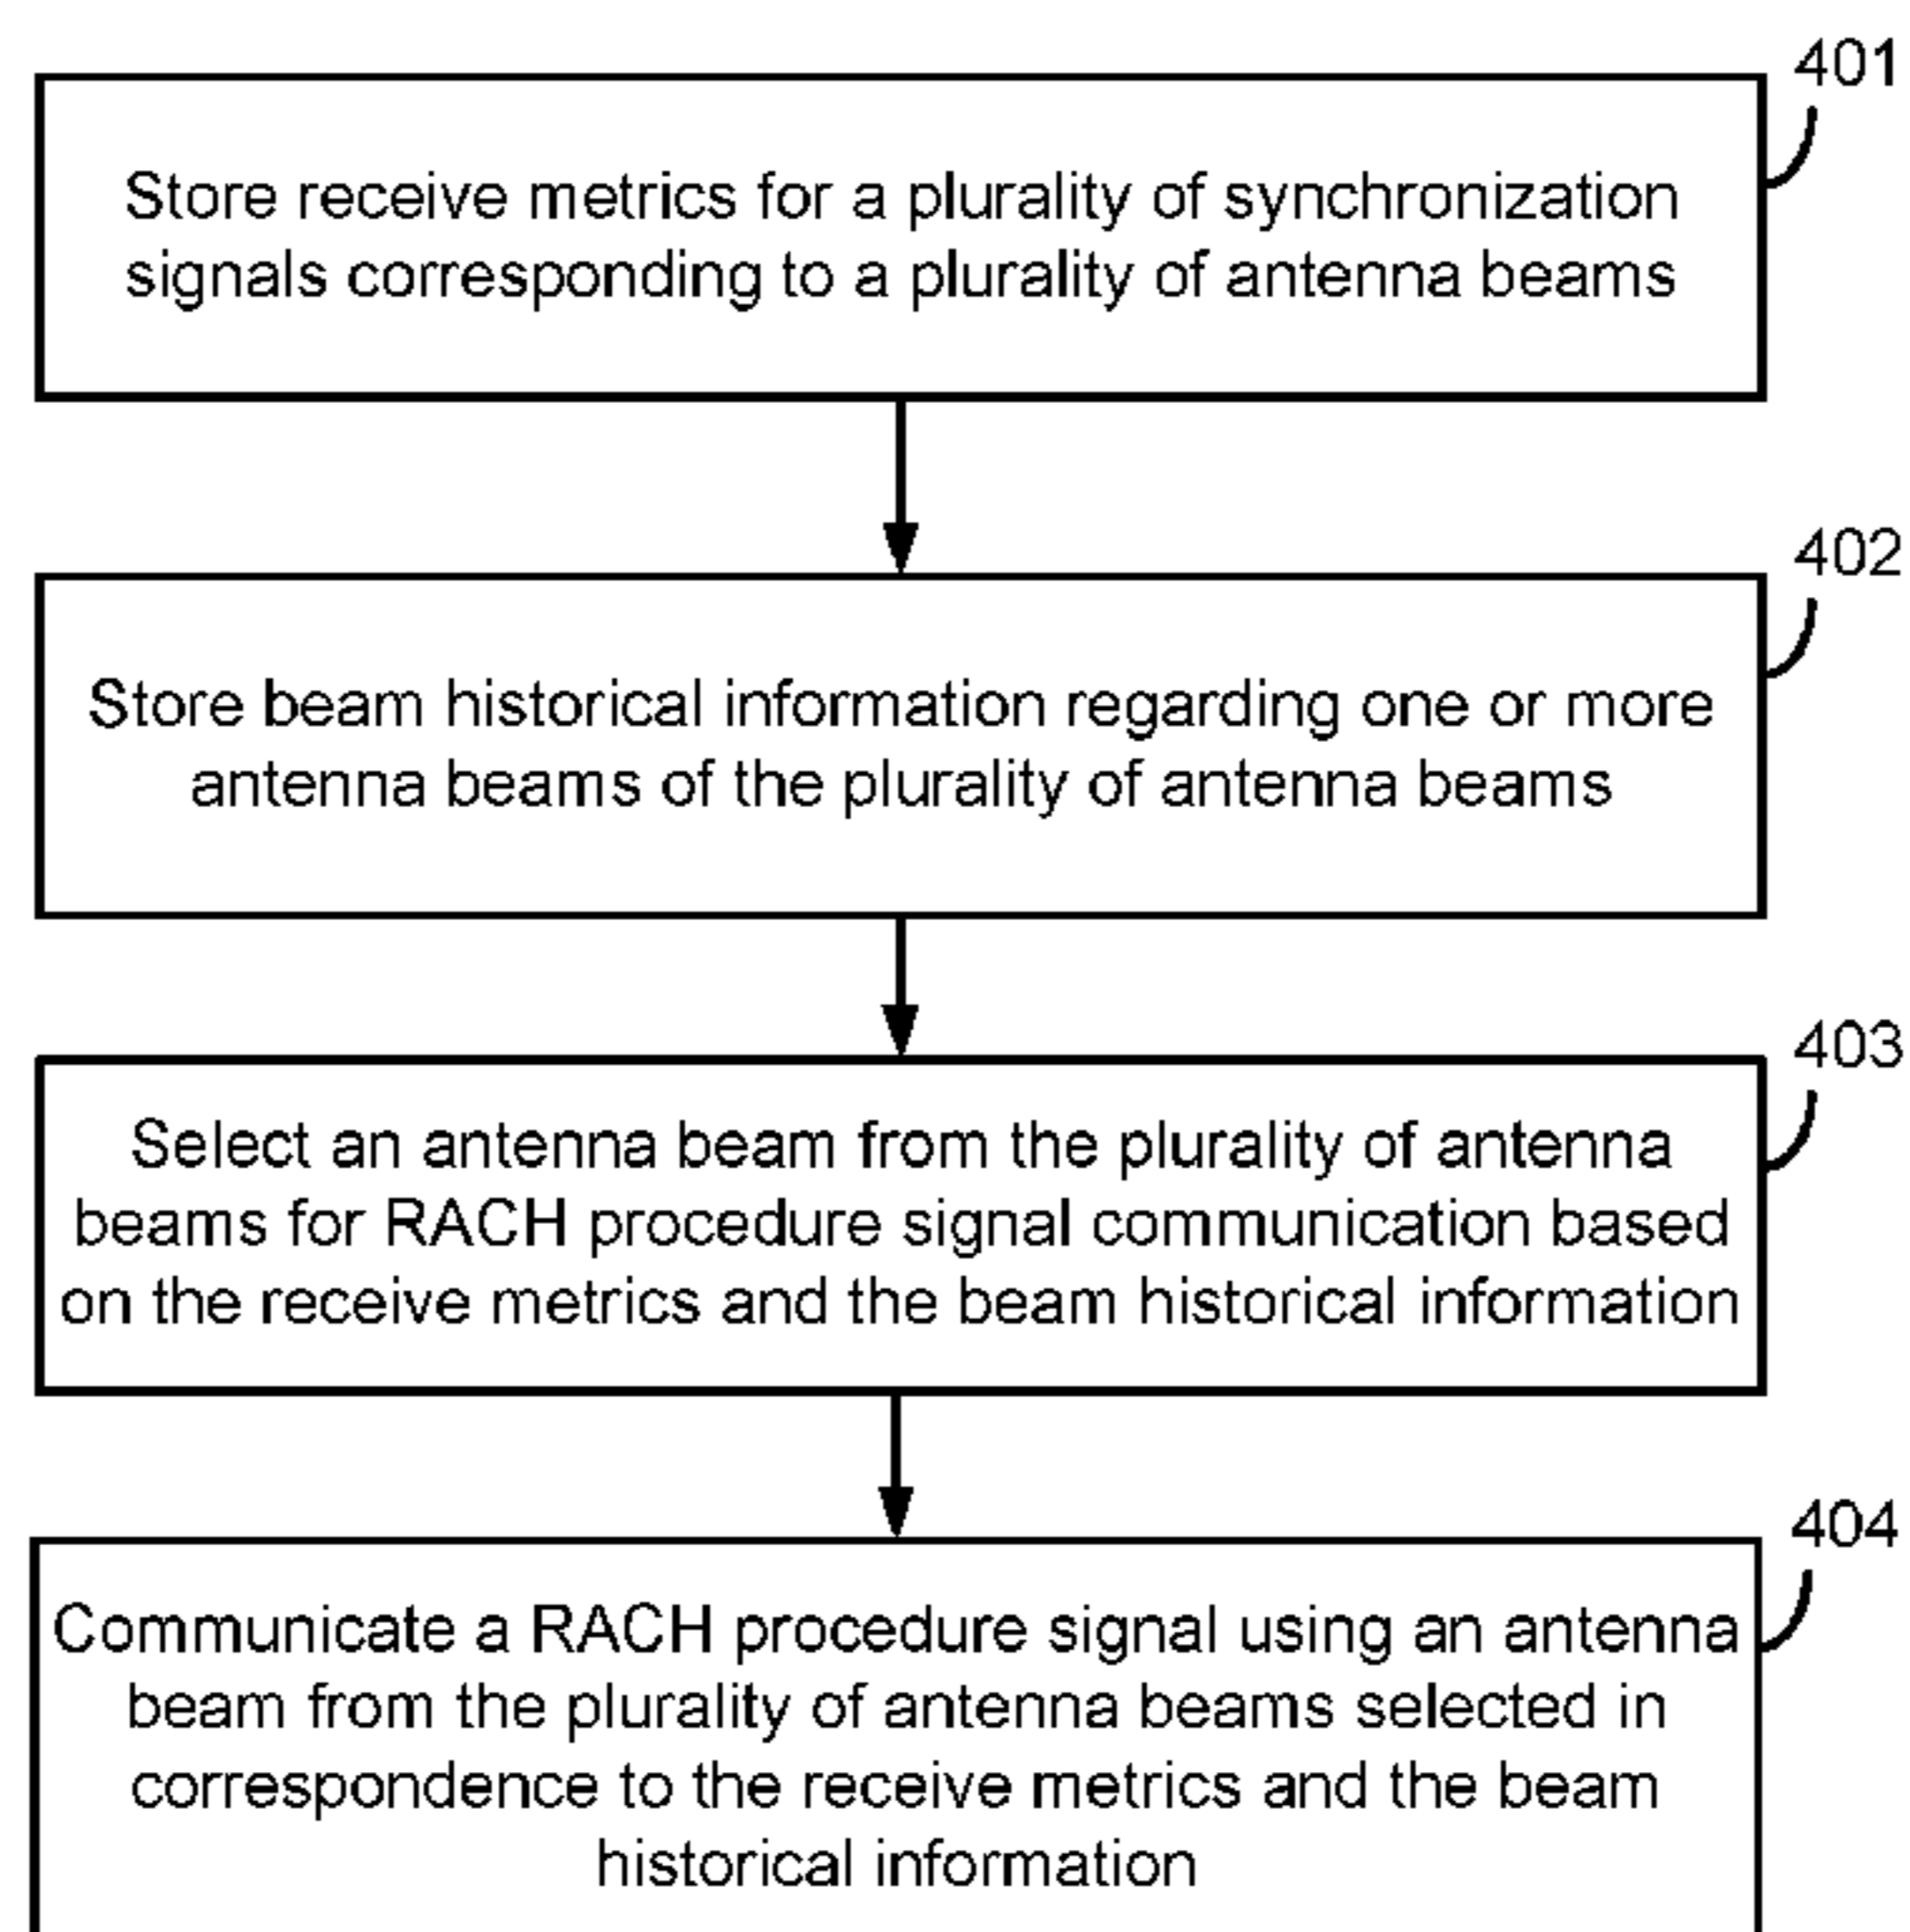 401
Store receive metrics for a plurality of synchronization
signals corresponding to a plurality of antenna beams
402
Store beam historical information regarding one or more
antenna beams of the plurality of antenna beams
403
Select an antenna beam from the plurality of antenna
beams for RACH procedure signal communication based
on the receive metrics and the beam historical information
404
Communicate a RACH procedure signal using an antenna
beam from the plurality of antenna beams selected in
correspondence to the receive metrics and the beam
historical information